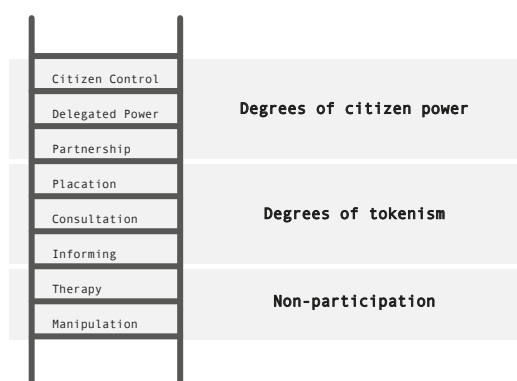 Citizen Control
Delegated Power
Degrees of citizen power
Partnership
Placation
Consultation
Degrees of tokenism
Informing
Therapy
Non-participation
Manipulation